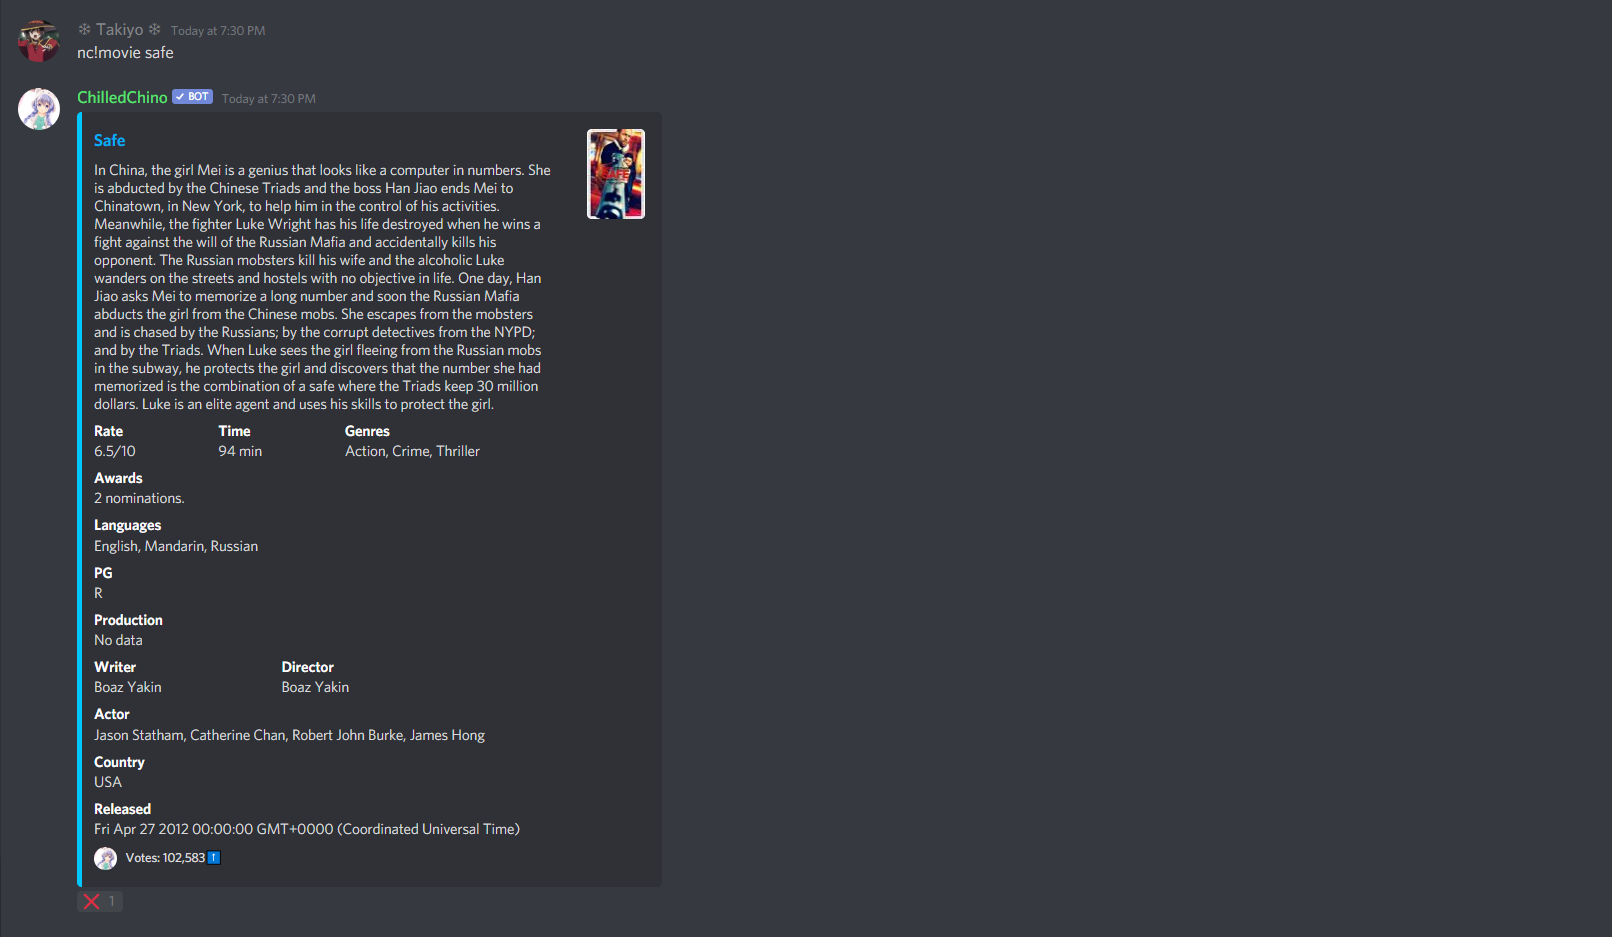 ❄ Takiyo ❄ Today at 7:30 PM
nc!movie safe
ChilledChino ✔ BOT Today at 7:30 PM
Safe
In China, the girl Mei is a genius that looks like a computer in numbers. She
is abducted by the Chinese Triads and the boss Han Jiao ends Mei to
Chinatown, in New York, to help him in the control of his activities.
Meanwhile, the fighter Luke Wright has his life destroyed when he wins a
fight against the will of the Russian Mafia and accidentally kills his
opponent. The Russian mobsters kill his wife and the alcoholic Luke
wanders on the streets and hostels with no objective in life. One day, Han
Jiao asks Mei to memorize a long number and soon the Russian Mafia
abducts the girl from the Chinese mobs. She escapes from the mobsters
and is chased by the Russians; by the corrupt detectives from the NYPD;
and by the Triads. When Luke sees the girl fleeing from the Russian mobs
in the subway, he protects the girl and discovers that the number she had
memorized is the combination of a safe where the Triads keep 30 million
dollars. Luke is an elite agent and uses his skills to protect the girl.
SAFE
Rate Time Genres
6.5/10 94 min Action, Crime, Thriller
Awards
2 nominations.
Languages
English, Mandarin, Russian
PG
R
Production
No data
Writer Director
Boaz Yakin Boaz Yakin
Actor
Jason Statham, Catherine Chan, Robert John Burke, James Hong
Country
USA
Released
Fri Apr 27 2012 00:00:00 GMT+0000 (Coordinated Universal Time)
Votes: 102,583 ⬆
❌ 1